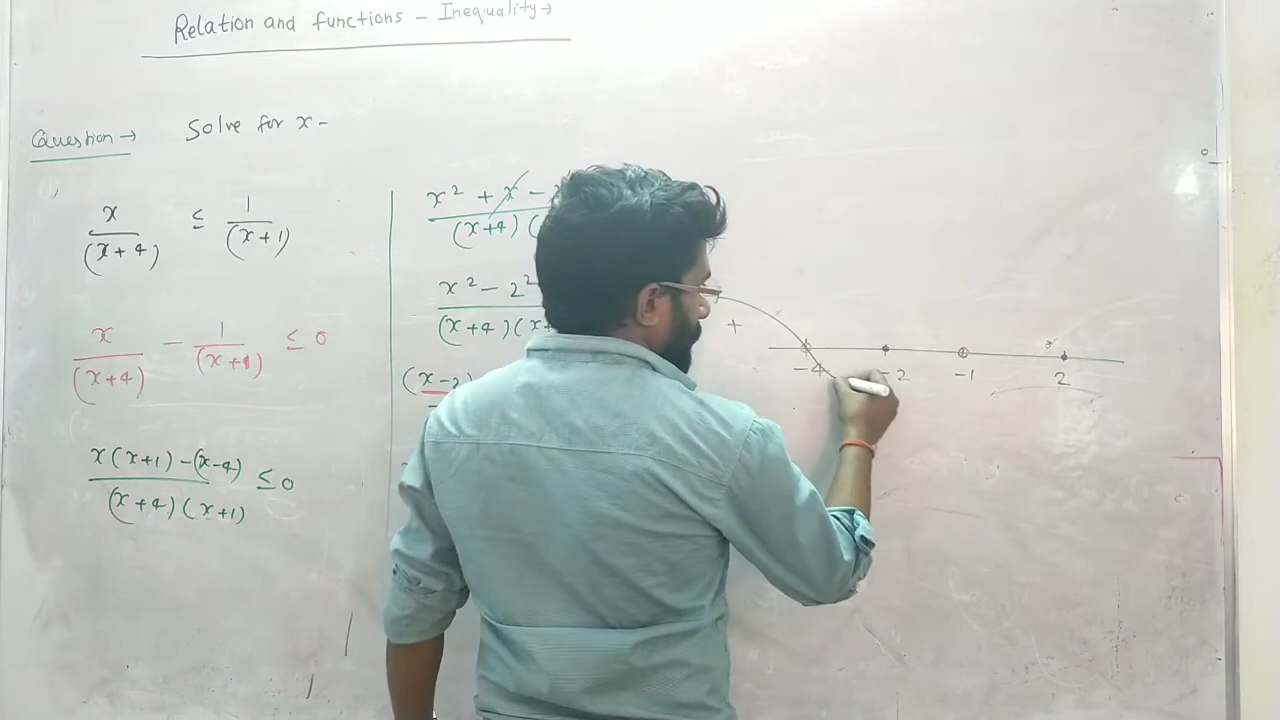 Relation and functions – Inequality→
Question → Solve for x –
x/(x+4) ≤ 1/(x+1)
x/(x+4) – 1/(x+1) ≤ 0
x(x+1) –(x-4)/(x+4)(x+1) ≤ 0
x² + x –
(x+4)(
x² – 2²
(x+4)(x+
(x-2)
+
-4 -2 -1 2